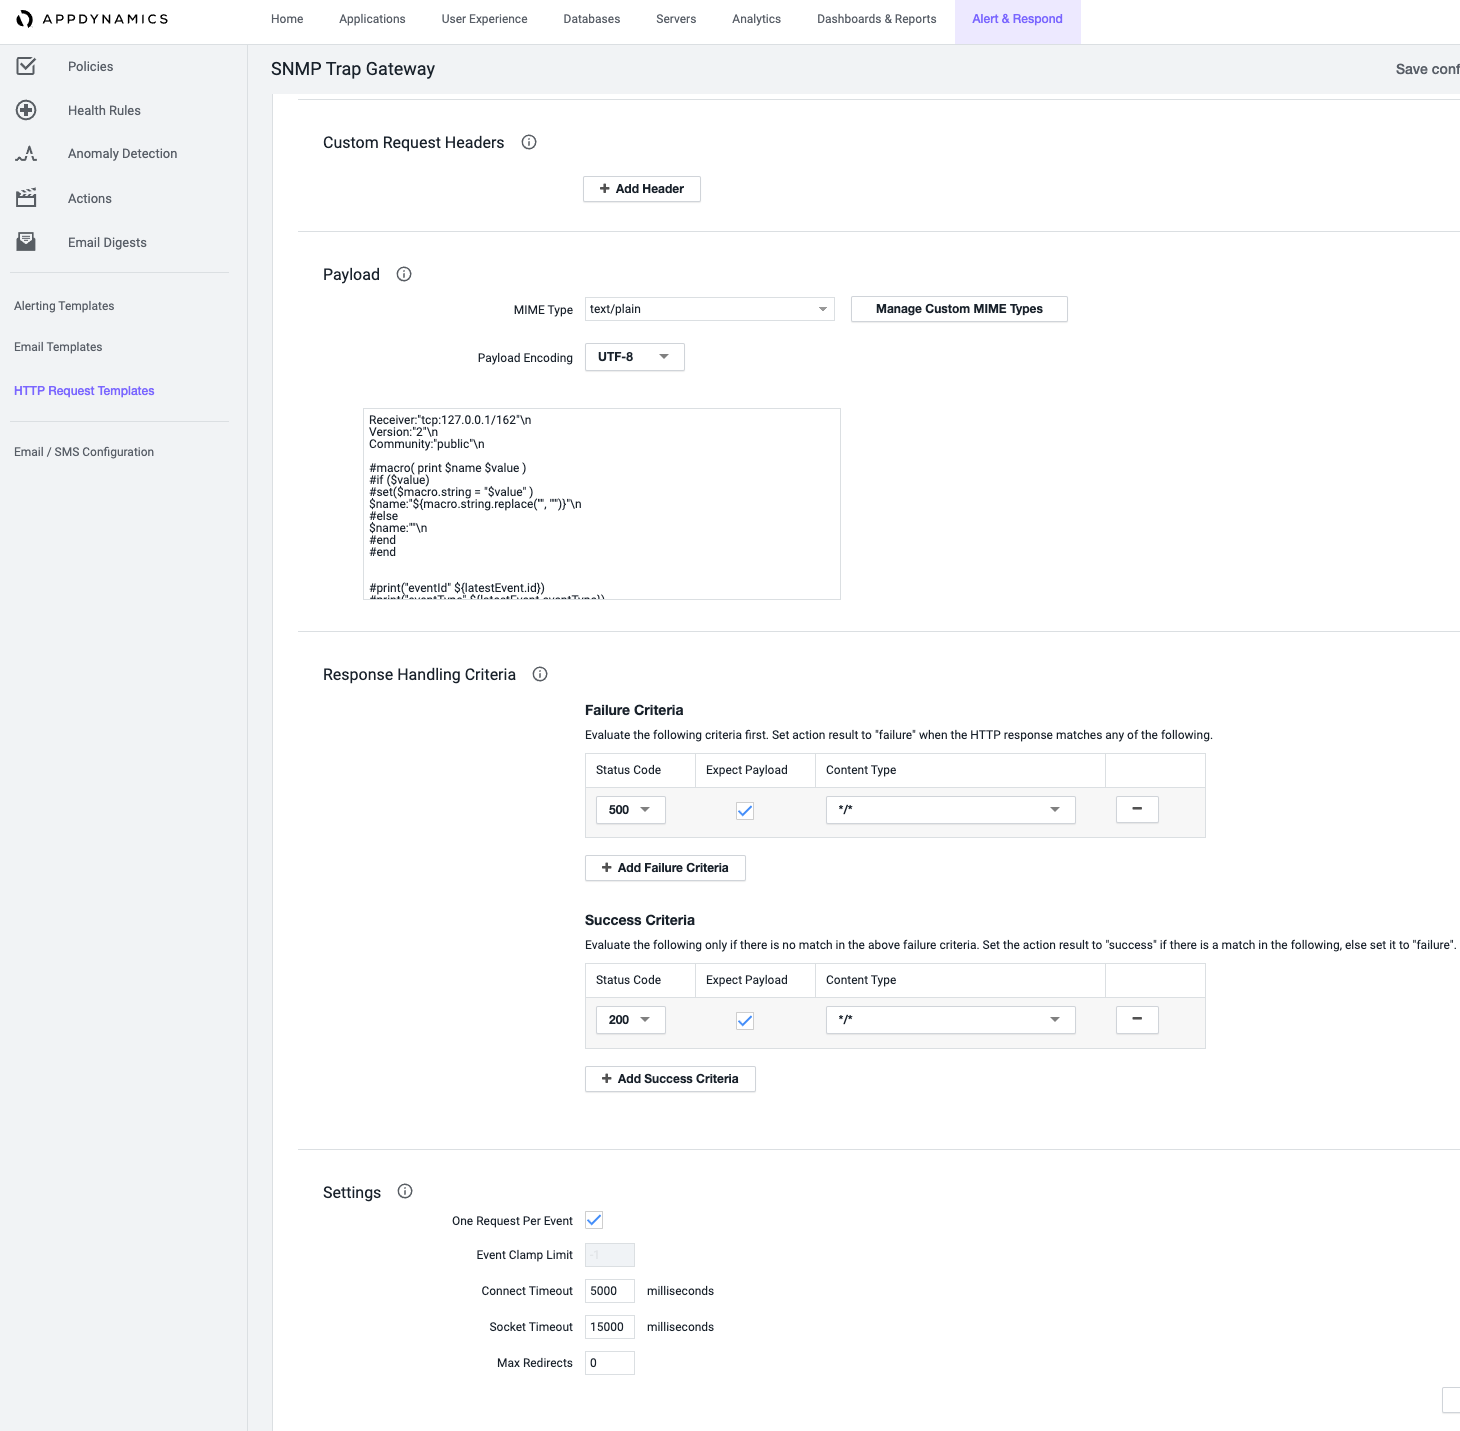 APPDYNAMICS
Home Applications User Experience Databases Servers Analytics Dashboards & Reports Alert & Respond
Policies
Health Rules
Anomaly Detection
Actions
Email Digests
Alerting Templates
Email Templates
HTTP Request Templates
Email / SMS Configuration
SNMP Trap Gateway
Save conf
Custom Request Headers
+ Add Header
Payload
MIME Type text/plain Manage Custom MIME Types
Payload Encoding UTF-8
Receiver:"tcp:127.0.0.1/162"\n
Version:"2"\n
Community:"public"\n
#macro( print $name $value )
#if ($value)
#set($macro.string = "$value" )
$name:"${macro.string.replace('"', '""')}"\n
#else
$name:""\n
#end
#end
#print("eventId" ${latestEvent.id})
#print("eventType" ${latestEvent.eventType})
Response Handling Criteria
Failure Criteria
Evaluate the following criteria first. Set action result to "failure" when the HTTP response matches any of the following.
Status Code Expect Payload Content Type
500 */* −
+ Add Failure Criteria
Success Criteria
Evaluate the following only if there is no match in the above failure criteria. Set the action result to "success" if there is a match in the following, else set it to "failure".
Status Code Expect Payload Content Type
200 */* −
+ Add Success Criteria
Settings
One Request Per Event
Event Clamp Limit -1
Connect Timeout 5000 milliseconds
Socket Timeout 15000 milliseconds
Max Redirects 0